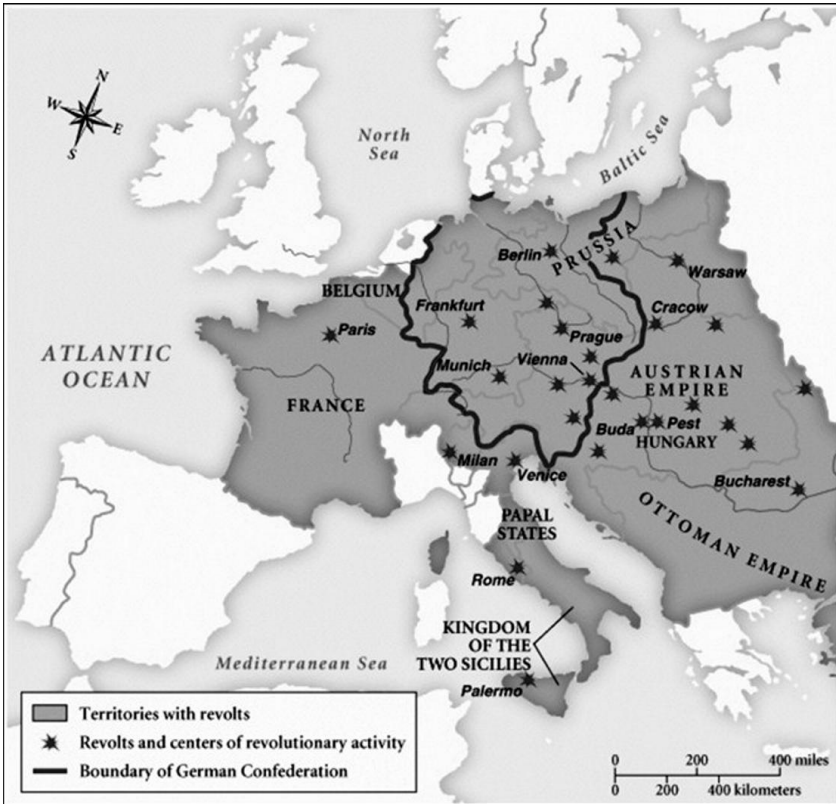 N
W
E
S
North
Sea
Baltic Sea
ATLANTIC
OCEAN
BELGIUM
PRUSSIA
Berlin
Warsaw
Frankfurt
Cracow
Paris
Prague
Munich
Vienna
AUSTRIAN
EMPIRE
FRANCE
Buda
Pest
HUNGARY
Milan
Venice
Bucharest
PAPAL
STATES
OTTOMAN EMPIRE
Rome
KINGDOM
OF THE
TWO SICILIES
Mediterranean Sea
Palermo
Territories with revolts
Revolts and centers of revolutionary activity
Boundary of German Confederation
0 200 400 miles
0 200 400 kilometers